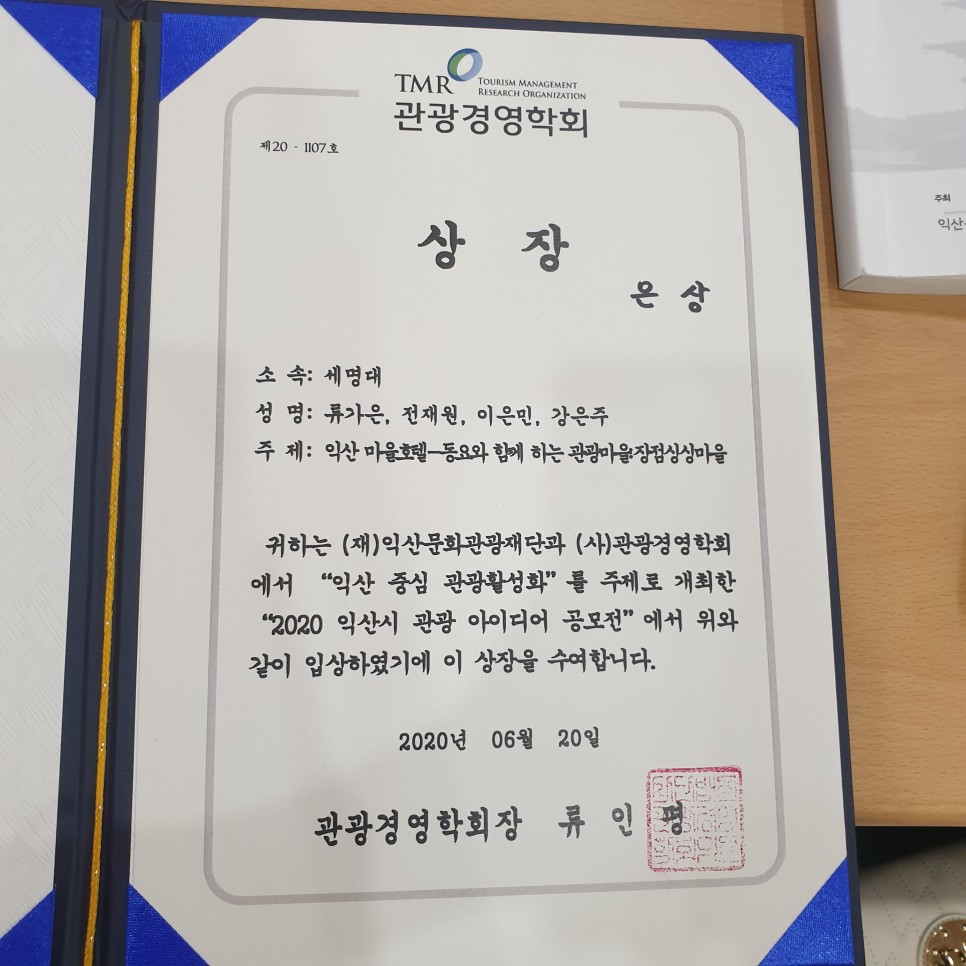 TMR TOURISM MANAGEMENT
RESEARCH ORGANIZATION
관광경영학회
제20 - 1107호
상 장
은 상
소 속: 세명대
성 명: 류가은, 전재원, 이은민, 강은주
주 제: 익산 마을호텔-동요와 함께 하는 관광마을:장점싱싱마을
귀하는 (재)익산문화관광재단과 (사)관광경영학회
에서 “익산 중심 관광활성화” 를 주제로 개최한
“2020 익산시 관광 아이디어 공모전” 에서 위와
같이 입상하였기에 이 상장을 수여합니다.
2020년 06월 20일
관광경영학회장 류 인 평
주최
익산